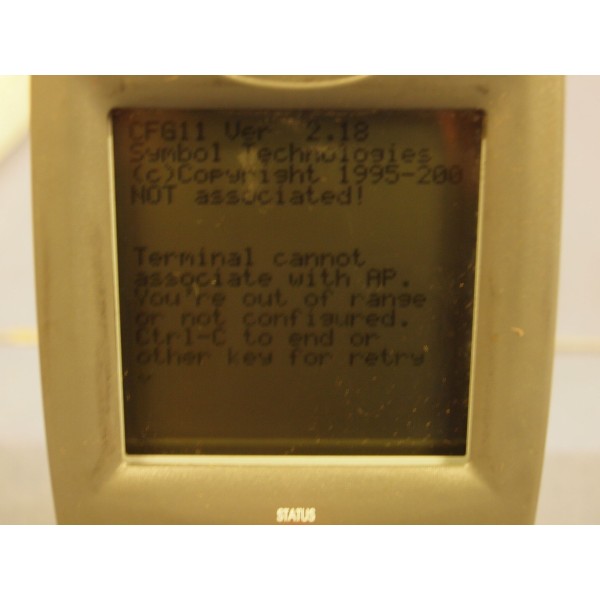 CFG11 Ver 2.18
Symbol Technologies
(c)Copyright 1995-200
NOT associated!
Terminal cannot
associate with AP.
You're out of range
or not configured.
Ctrl-C to end or
other key for retry
STATUS